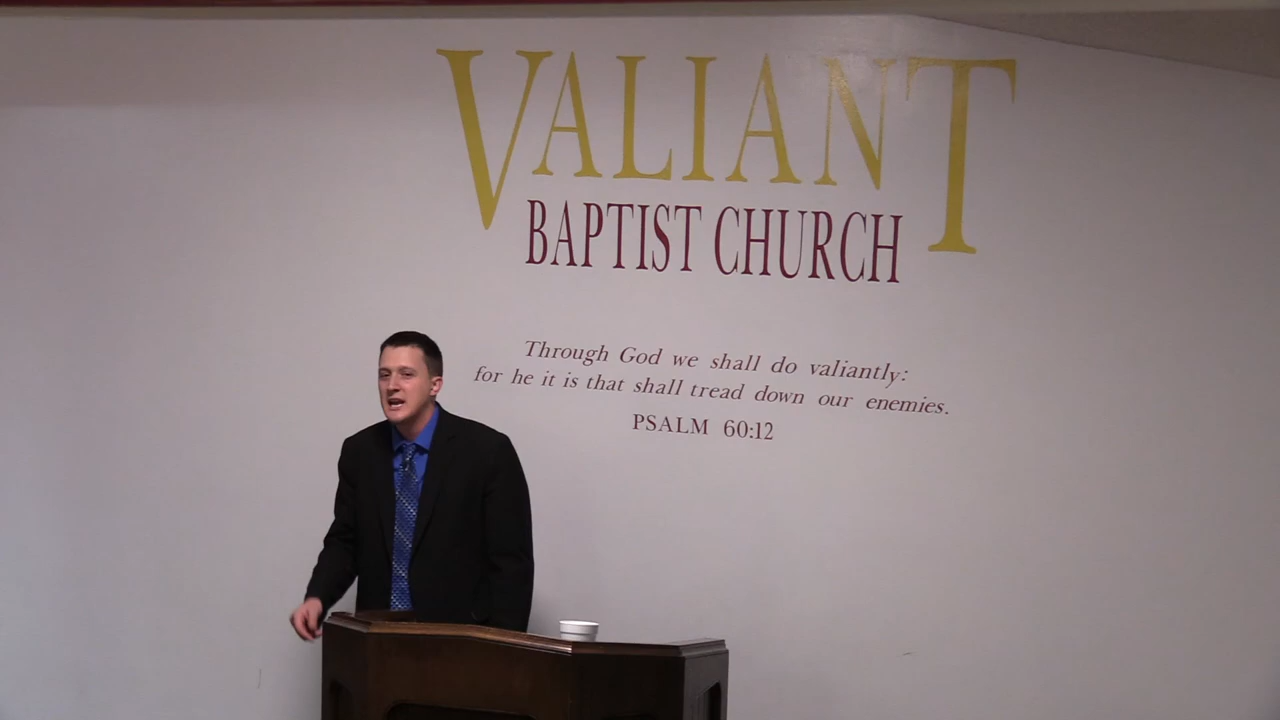 VALIANT
BAPTIST CHURCH
Through God we shall do valiantly:
for he it is that shall tread down our enemies.
PSALM 60:12